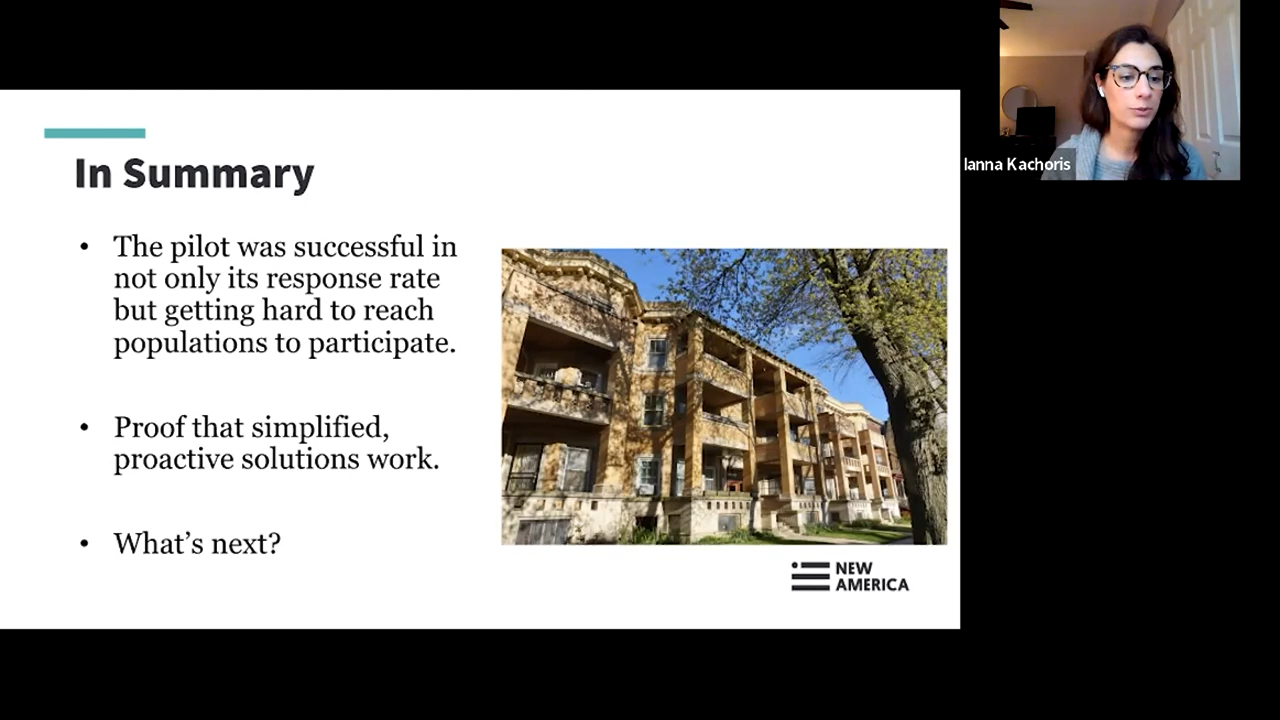 In Summary
• The pilot was successful in
not only its response rate
but getting hard to reach
populations to participate.
• Proof that simplified,
proactive solutions work.
• What’s next?
NEW
AMERICA
Ianna Kachoris